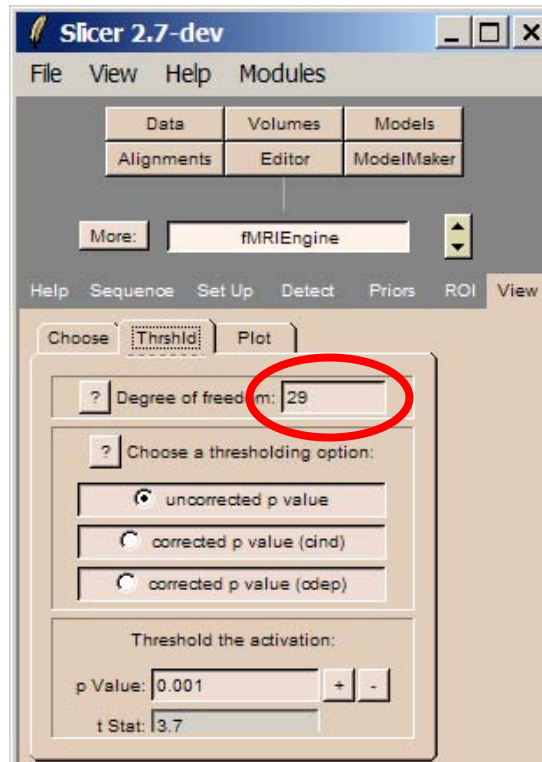 Slicer 2.7-dev
File View Help Modules
Data Volumes Models
Alignments Editor ModelMaker
More: fMRIEngine
Help Sequence Set Up Detect Priors ROI View
Choose Thrshld Plot
? Degree of freedom: 29
? Choose a thresholding option:
uncorrected p value
corrected p value (cind)
corrected p value (cdep)
Threshold the activation:
p Value: 0.001 + -
t Stat: 3.7